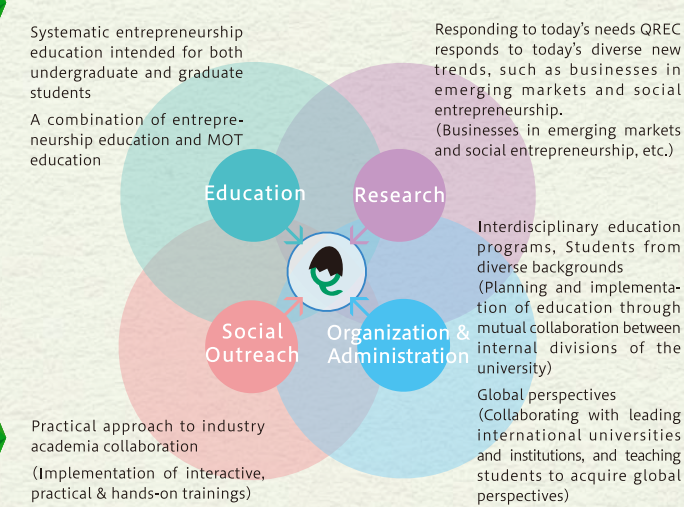 Systematic entrepreneurship
education intended for both
undergraduate and graduate
students
A combination of entrepre-
neurship education and MOT
education
Responding to today's needs QREC
responds to today's diverse new
trends, such as businesses in
emerging markets and social
entrepreneurship.
(Businesses in emerging markets
and social entrepreneurship, etc.)
Education
Research
Interdisciplinary education
programs, Students from
diverse backgrounds
(Planning and implementa-
tion of education through
mutual collaboration between
internal divisions of the
university)
Social
Outreach
Organization &
Administration
Global perspectives
(Collaborating with leading
international universities
and institutions, and teaching
students to acquire global
perspectives)
Practical approach to industry
academia collaboration
(Implementation of interactive,
practical & hands-on trainings)